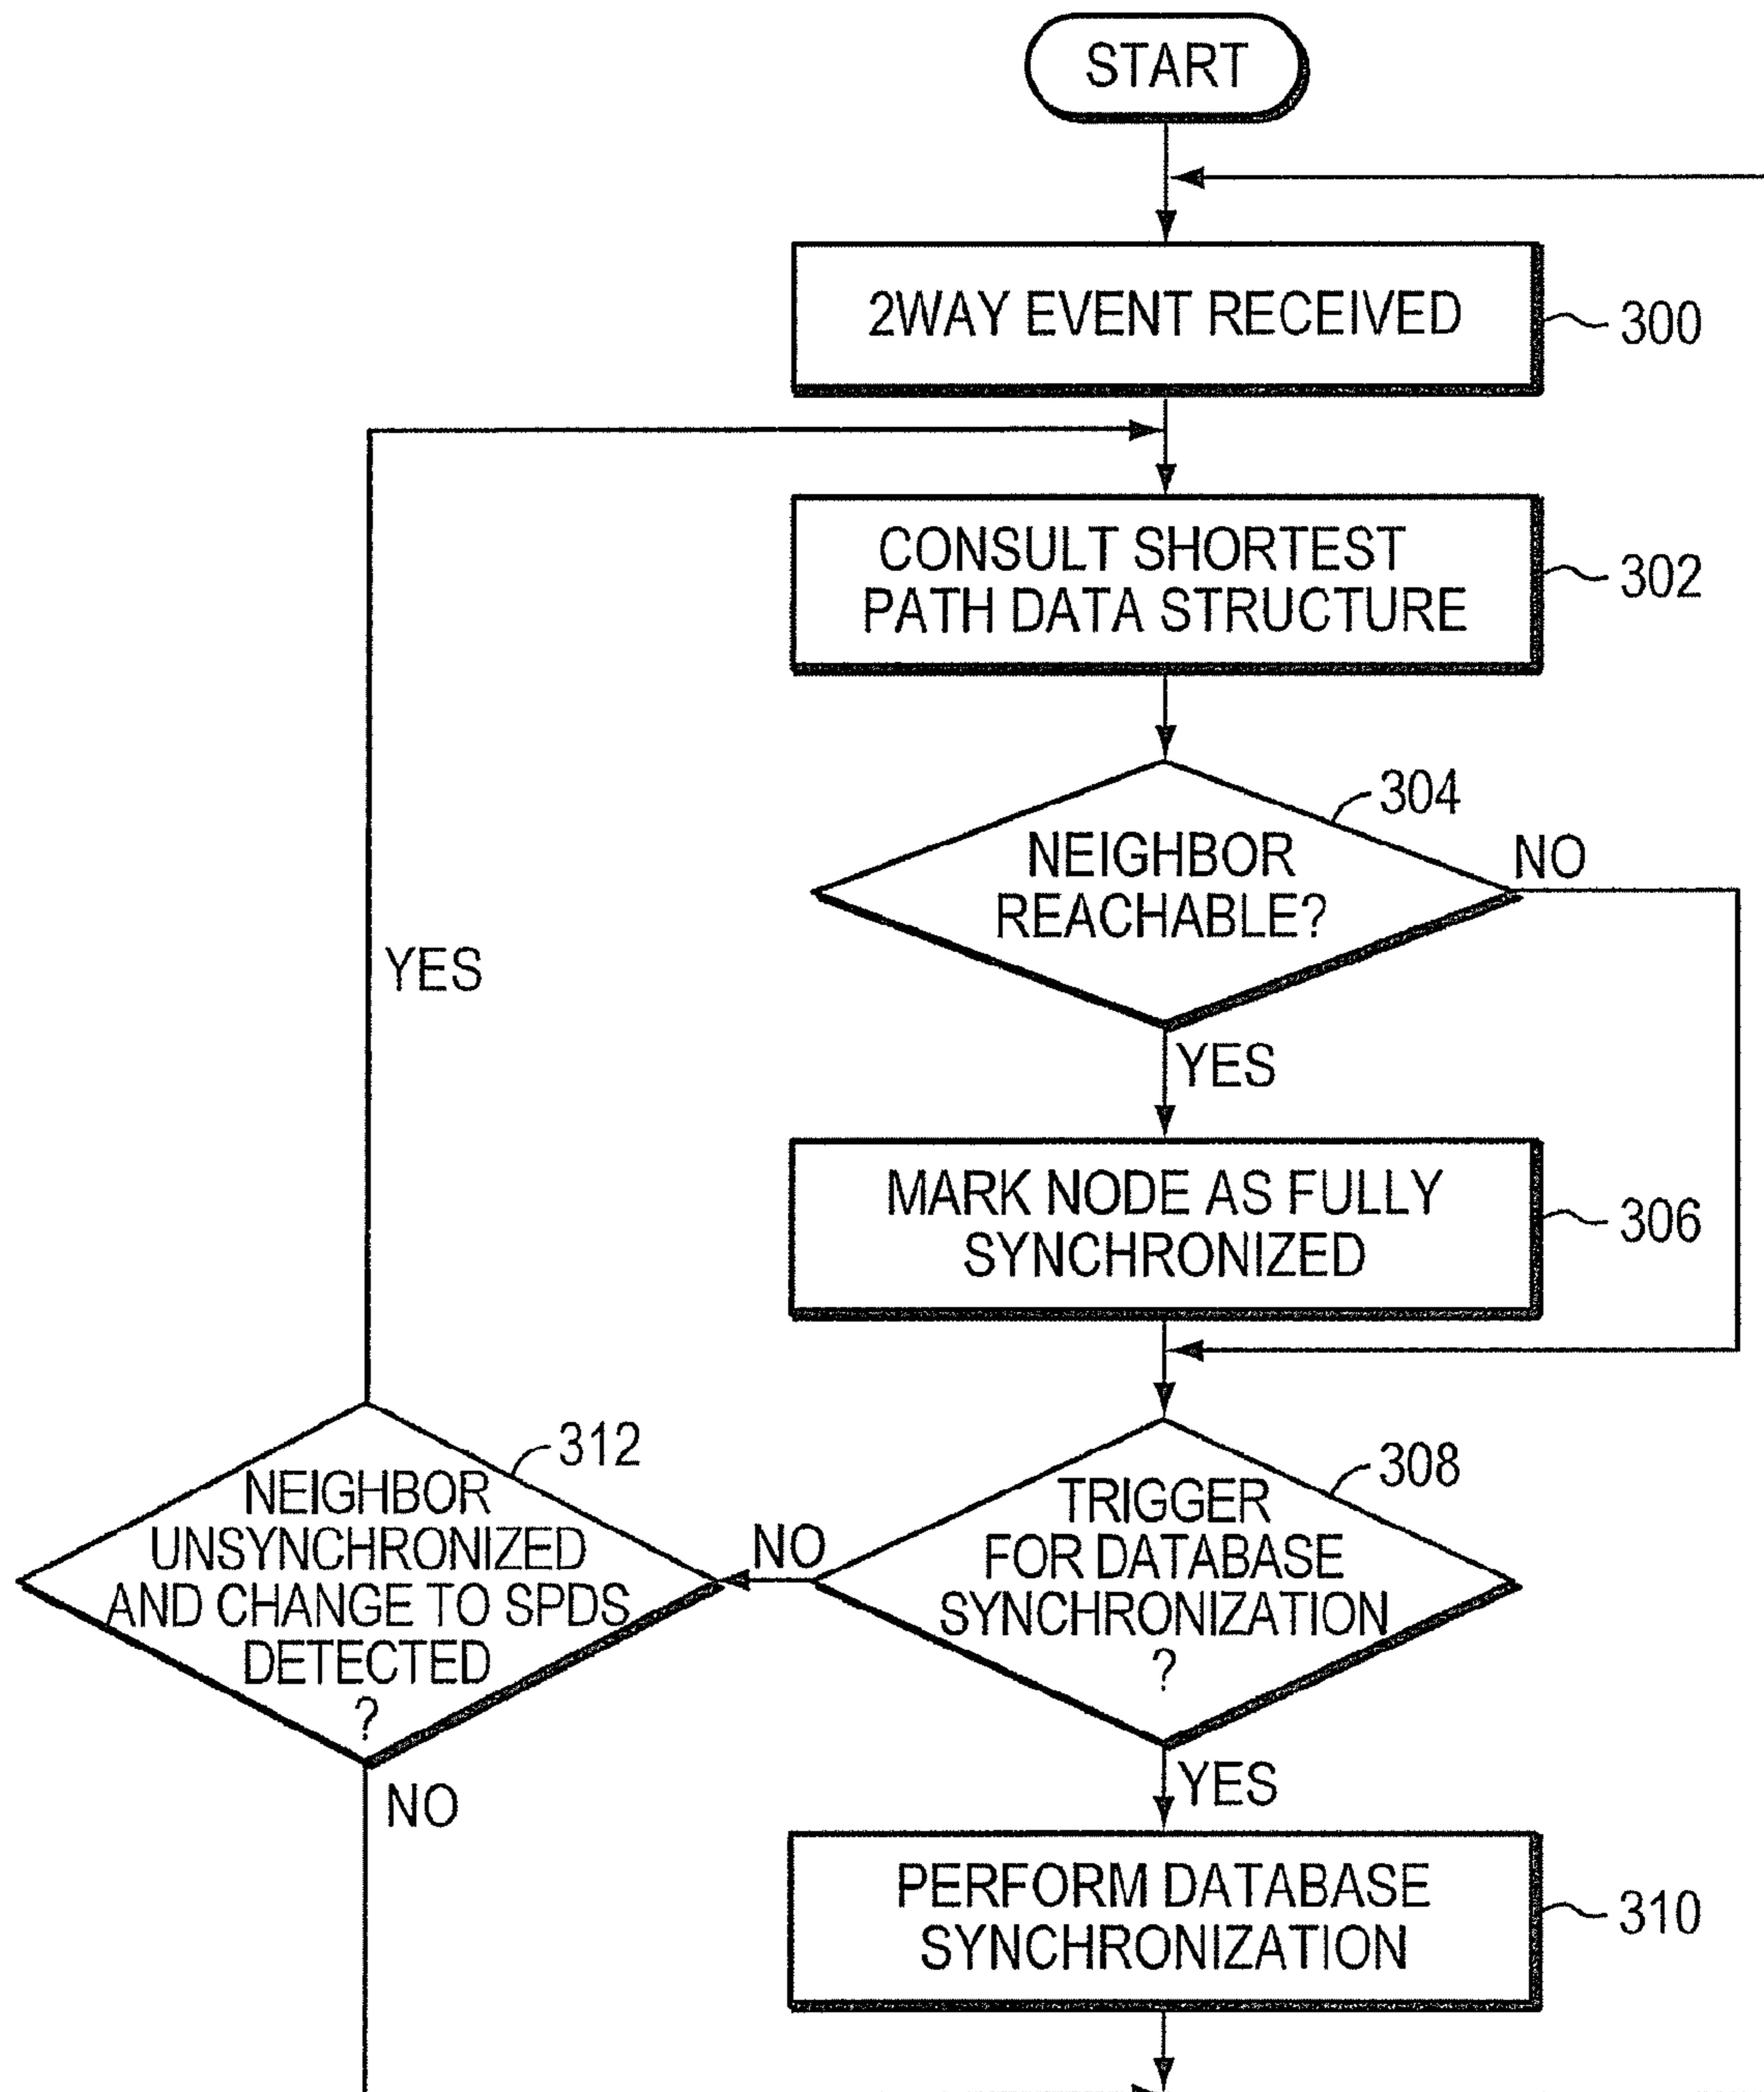 START
2WAY EVENT RECEIVED
300
CONSULT SHORTEST
PATH DATA STRUCTURE
302
304
NEIGHBOR
REACHABLE?
NO
YES
YES
MARK NODE AS FULLY
SYNCHRONIZED
306
312
NEIGHBOR
UNSYNCHRONIZED
AND CHANGE TO SPDS
DETECTED
?
NO
308
TRIGGER
FOR DATABASE
SYNCHRONIZATION
?
NO
YES
PERFORM DATABASE
SYNCHRONIZATION
310